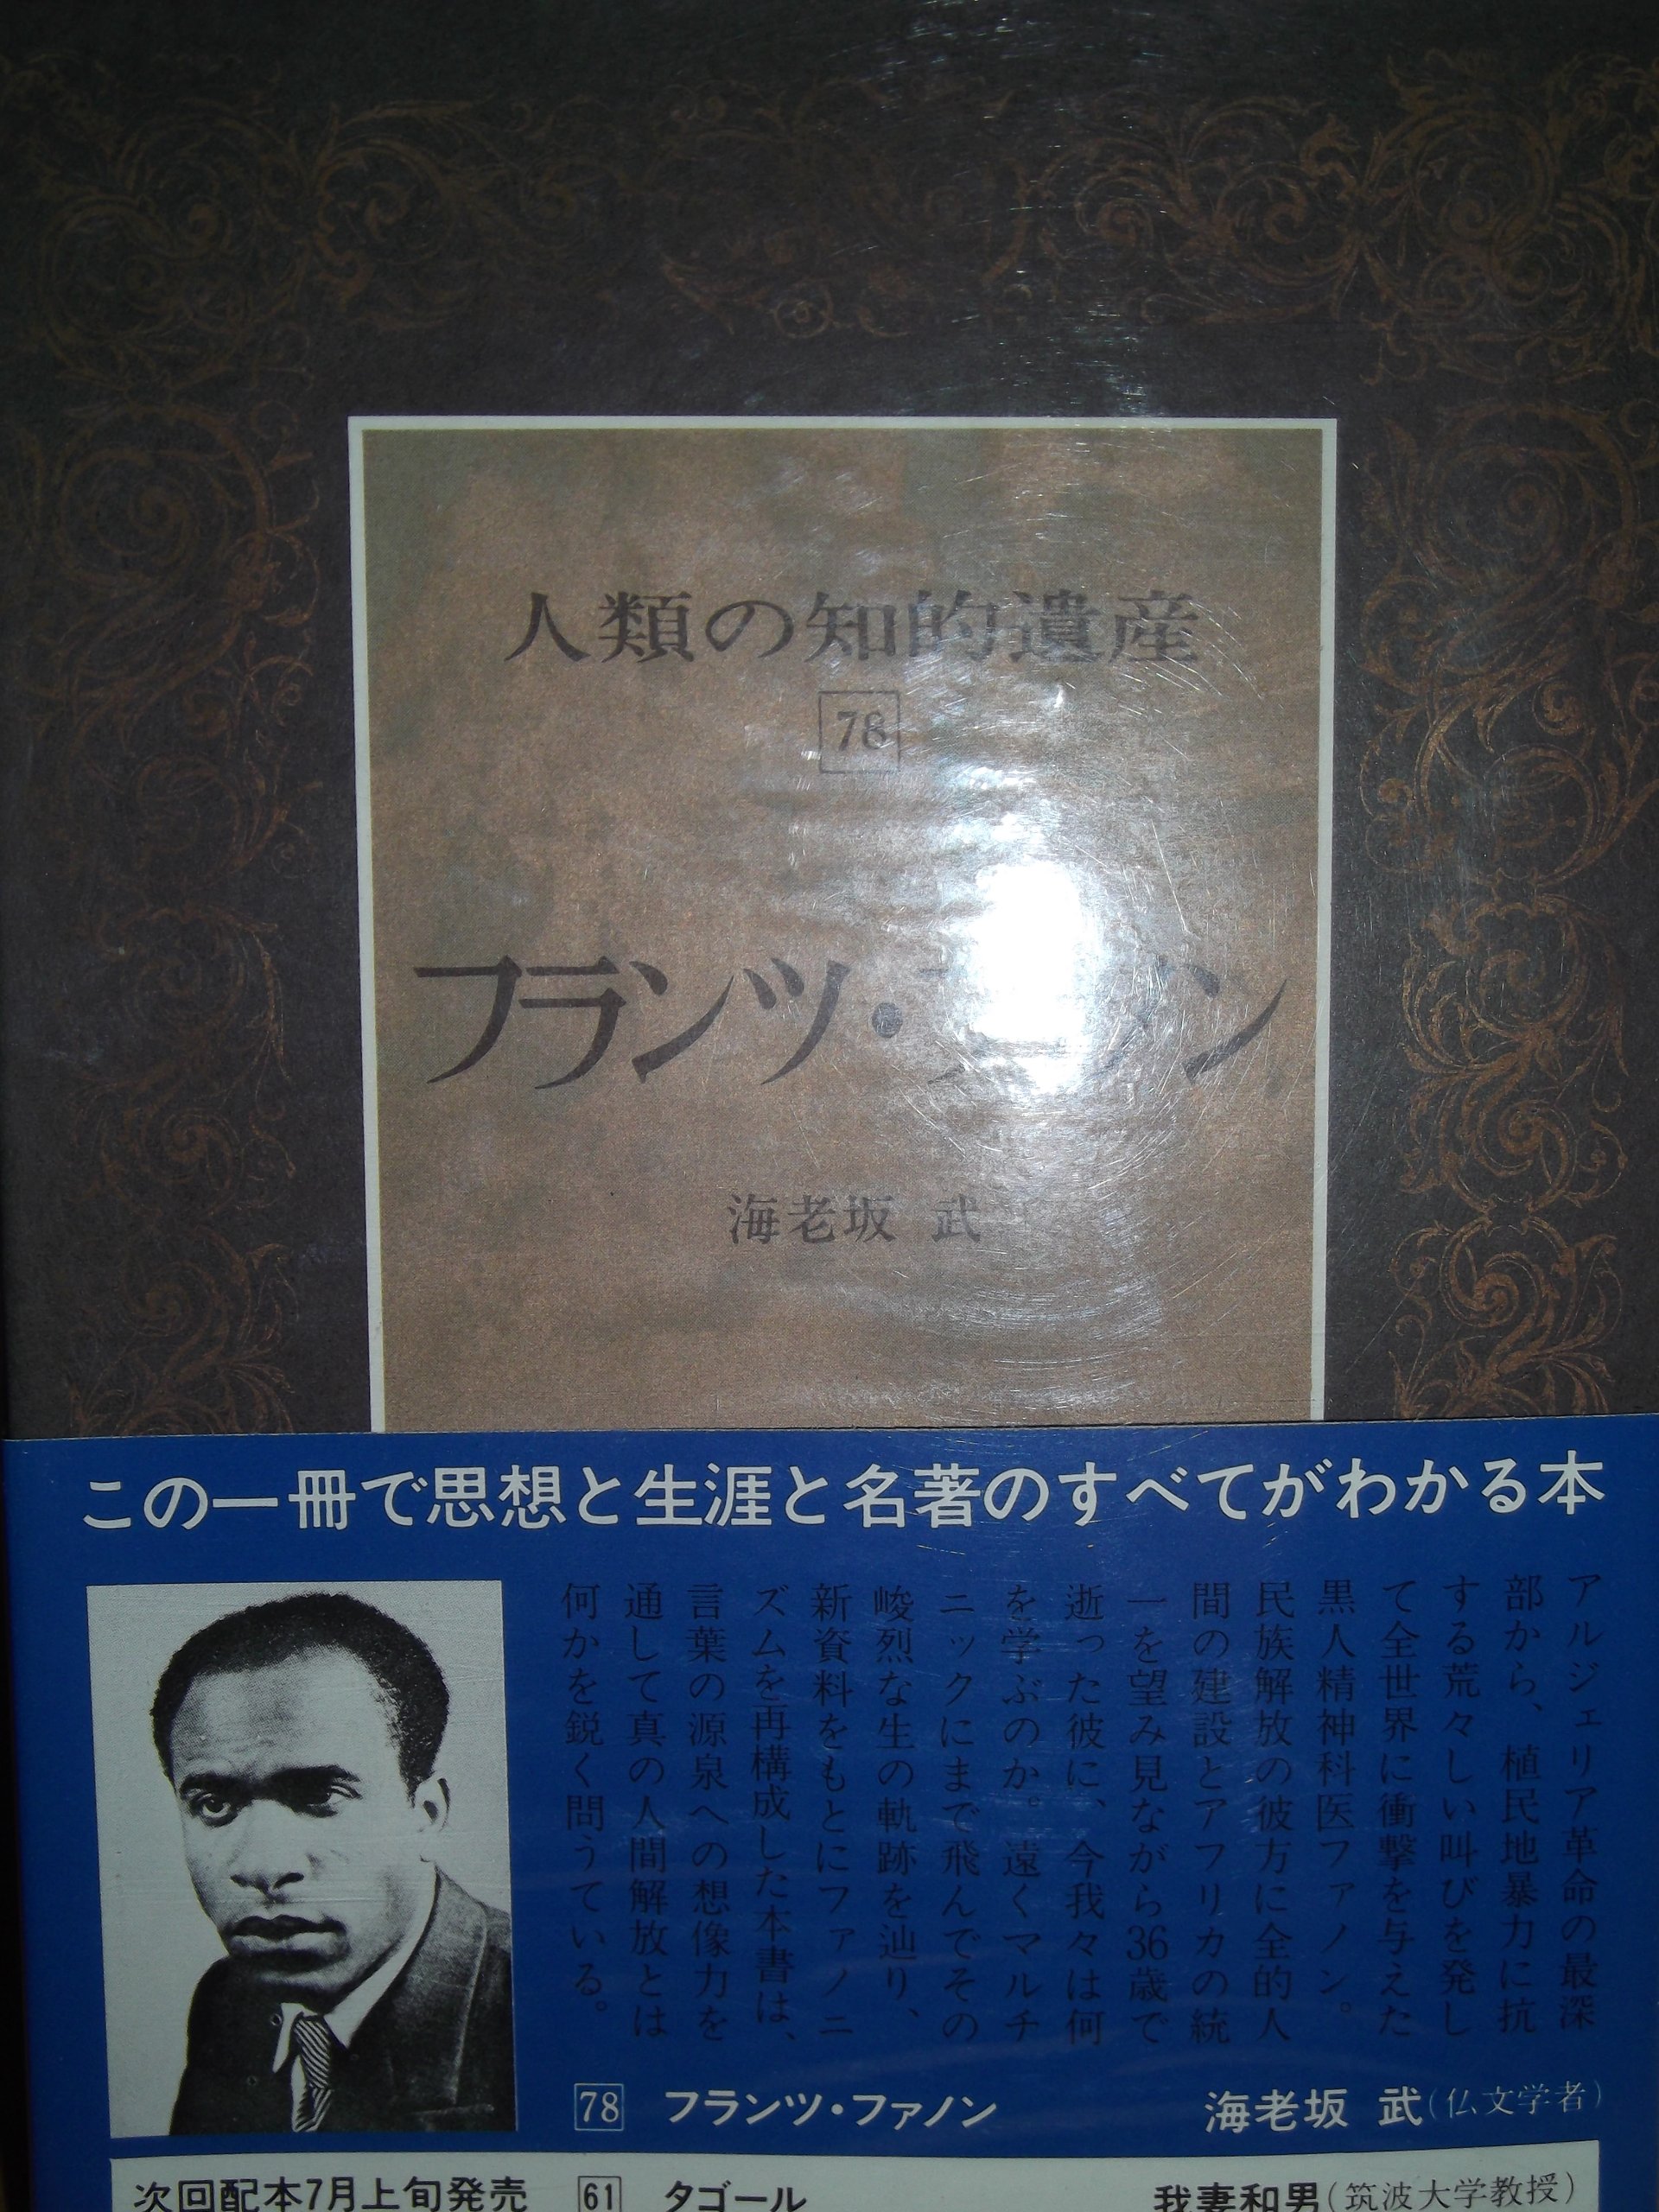 人類の知的遺産
78
フランツ・ファノン
海老坂 武
この一冊で思想と生涯と名著のすべてがわかる本
アルジェリア革命の最深
部から、植民地暴力に抗
する荒々しい叫びを発し
て全世界に衝撃を与えた
黒人精神科医ファノン。
民族解放の彼方に全的人
間の建設とアフリカの統
一を望み見ながら36歳で
逝った彼に、今我々は何
を学ぶのか。遠くマルチ
ニックにまで飛んでその
峻烈な生の軌跡を辿り、
新資料をもとにファノニ
ズムを再構成した本書は、
言葉の源泉への想像力を
通して真の人間解放とは
何かを鋭く問うている。
78 フランツ・ファノン 海老坂 武(仏文学者)
次回配本7月上旬発売 61 タゴール 我妻和男(筑波大学教授)